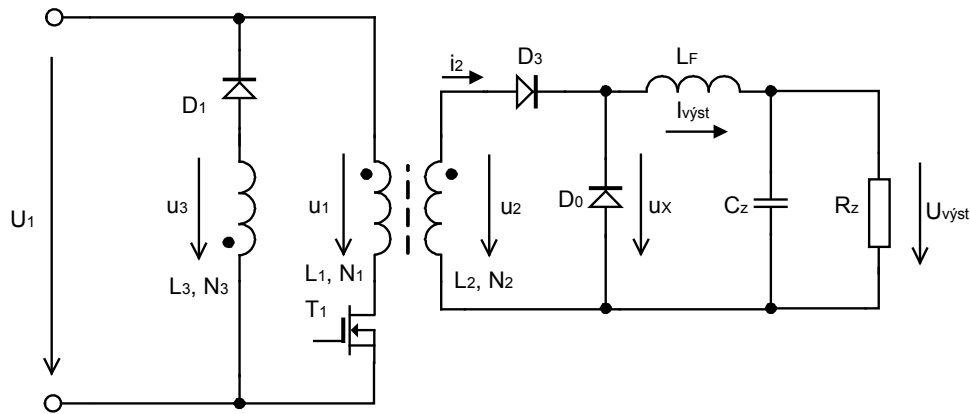 D3
LF
i2
D1
Ivýst
U1
u3
u1
u2
D0
uX
Cz
Rz
Uvýst
L3, N3
L1, N1
L2, N2
T1